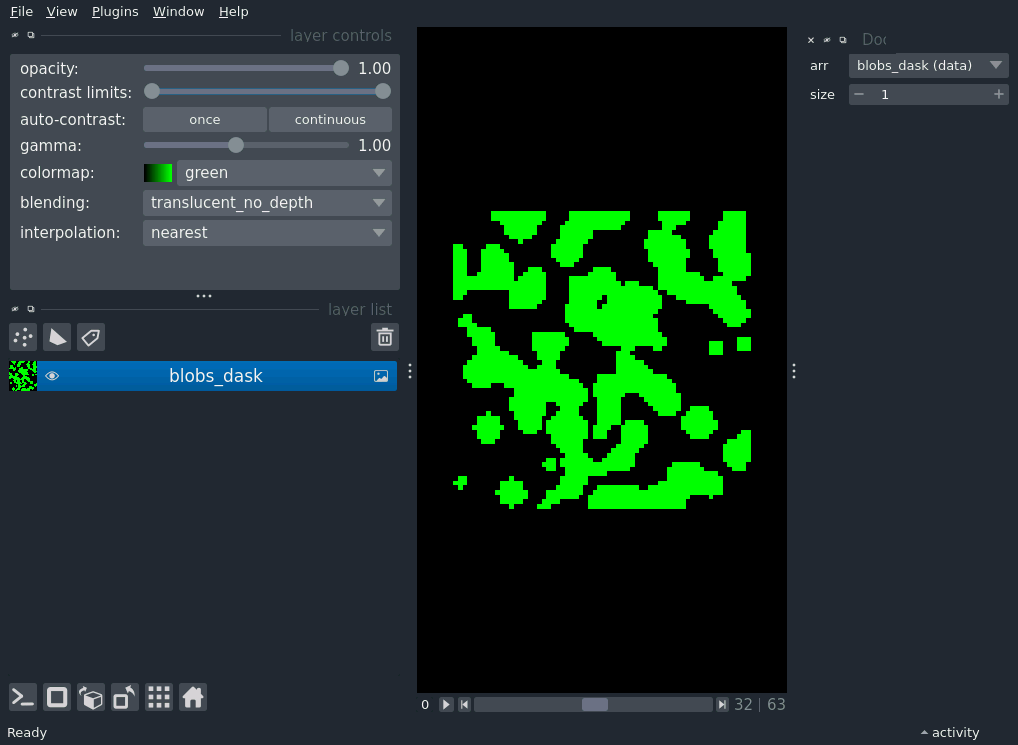 File View Plugins Window Help
layer controls
opacity: 1.00
contrast limits:
auto-contrast: once continuous
gamma: 1.00
colormap: green
blending: translucent_no_depth
interpolation: nearest
layer list
blobs_dask
0 32 | 63
Ready
activity
Doc
arr blobs_dask (data)
size 1